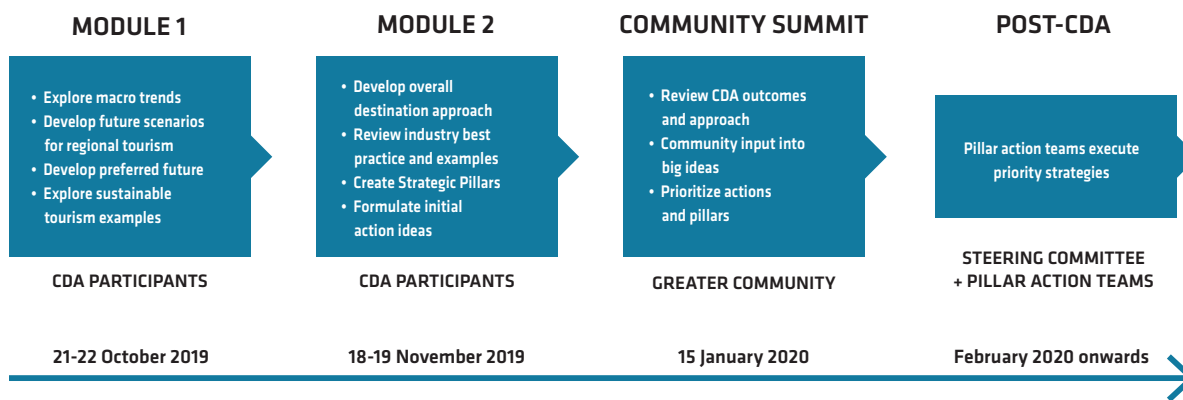 MODULE 1
• Explore macro trends
• Develop future scenarios
for regional tourism
• Develop preferred future
• Explore sustainable
tourism examples
CDA PARTICIPANTS
21-22 October 2019
MODULE 2
• Develop overall
destination approach
• Review industry best
practice and examples
• Create Strategic Pillars
• Formulate initial
action ideas
CDA PARTICIPANTS
18-19 November 2019
COMMUNITY SUMMIT
• Review CDA outcomes
and approach
• Community input into
big ideas
• Prioritize actions
and pillars
GREATER COMMUNITY
15 January 2020
POST-CDA
Pillar action teams execute
priority strategies
STEERING COMMITTEE
+ PILLAR ACTION TEAMS
February 2020 onwards